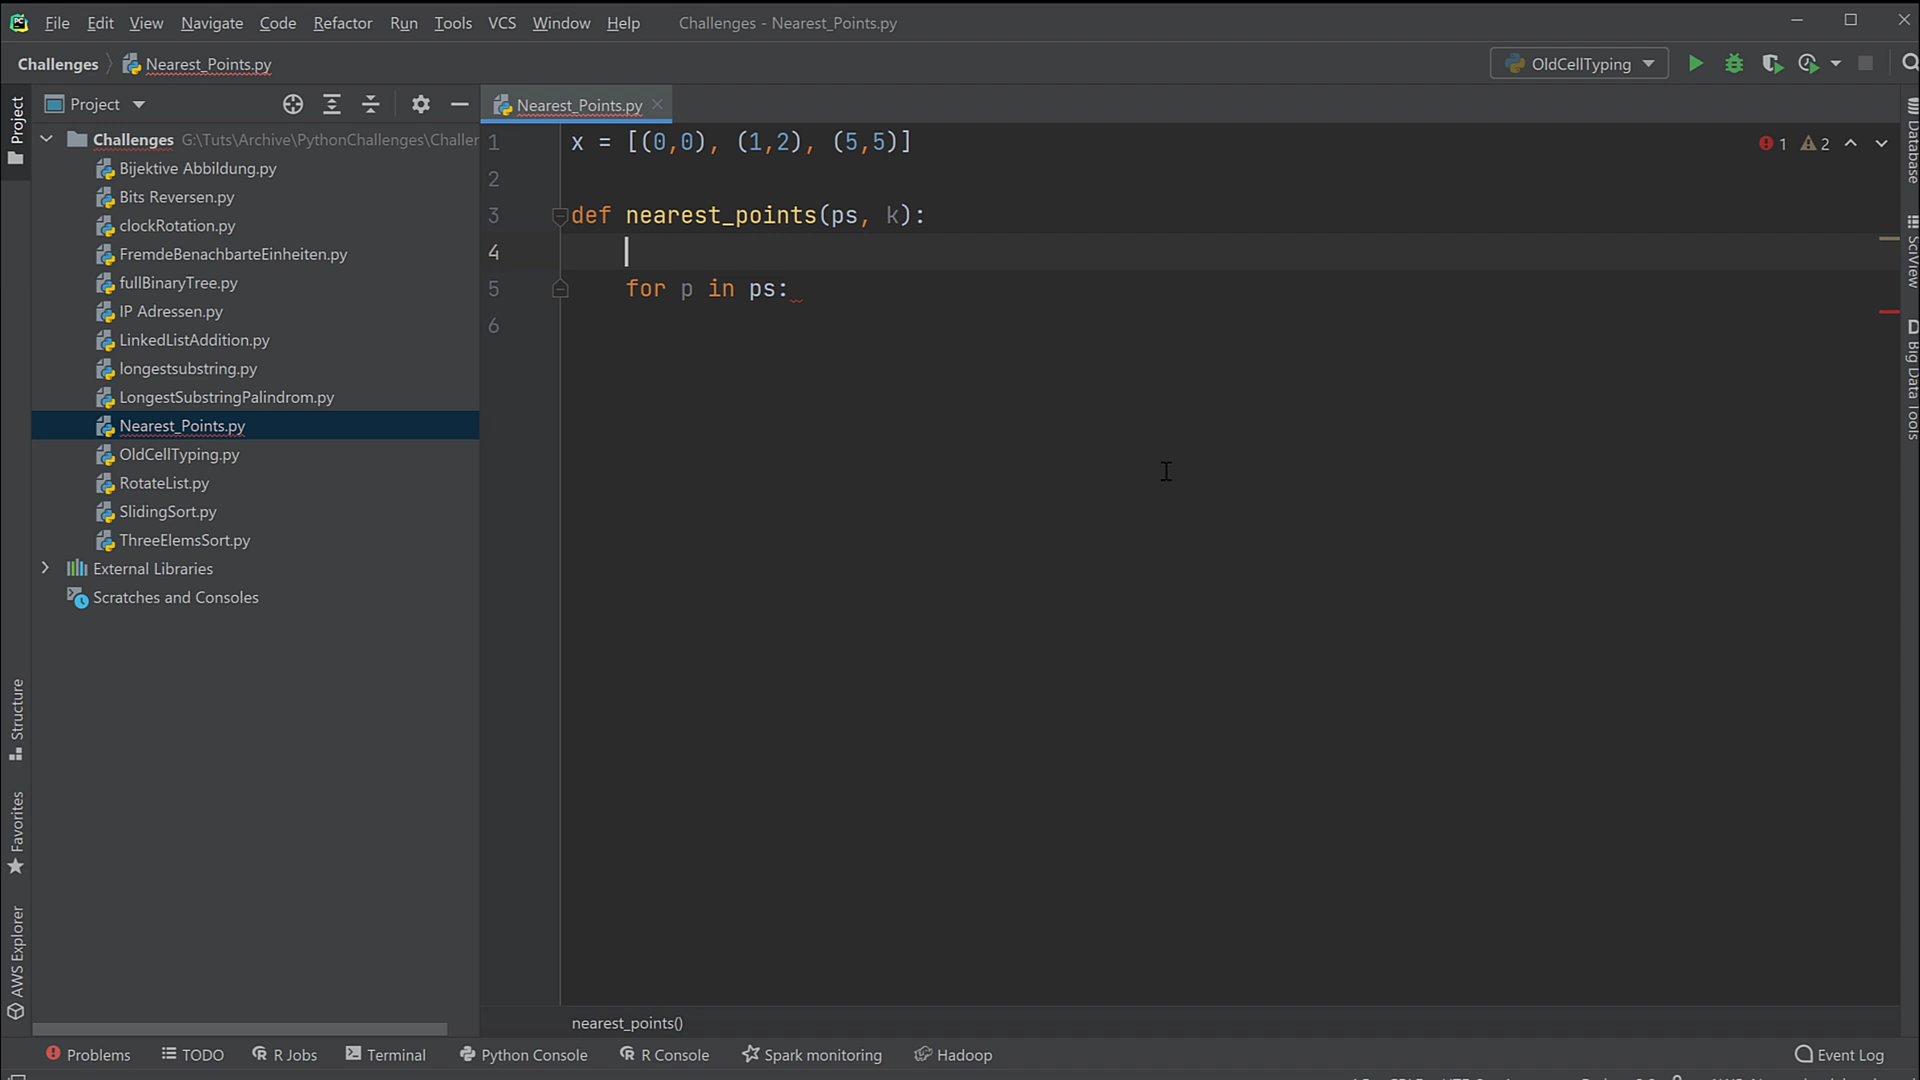 File Edit View Navigate Code Refactor Run Tools VCS Window Help Challenges - Nearest_Points.py
Challenges Nearest_Points.py OldCellTyping
Project Project Nearest_Points.py
Challenges G:\Tuts\Archive\PythonChallenges\Challer
Bijektive Abbildung.py
Bits Reversen.py
clockRotation.py
FremdeBenachbarteEinheiten.py
fullBinaryTree.py
IP Adressen.py
LinkedListAddition.py
longestsubstring.py
LongestSubstringPalindrom.py
Nearest_Points.py
OldCellTyping.py
RotateList.py
SlidingSort.py
ThreeElemsSort.py
External Libraries
Scratches and Consoles
1 x = [(0,0), (1,2), (5,5)]
2
3 def nearest_points(ps, k):
4
5 for p in ps:
6
1 2
Database
SciView
D Big Data Tools
Structure
Favorites
AWS Explorer
nearest_points()
Problems TODO R Jobs Terminal Python Console R Console Spark monitoring Hadoop Event Log